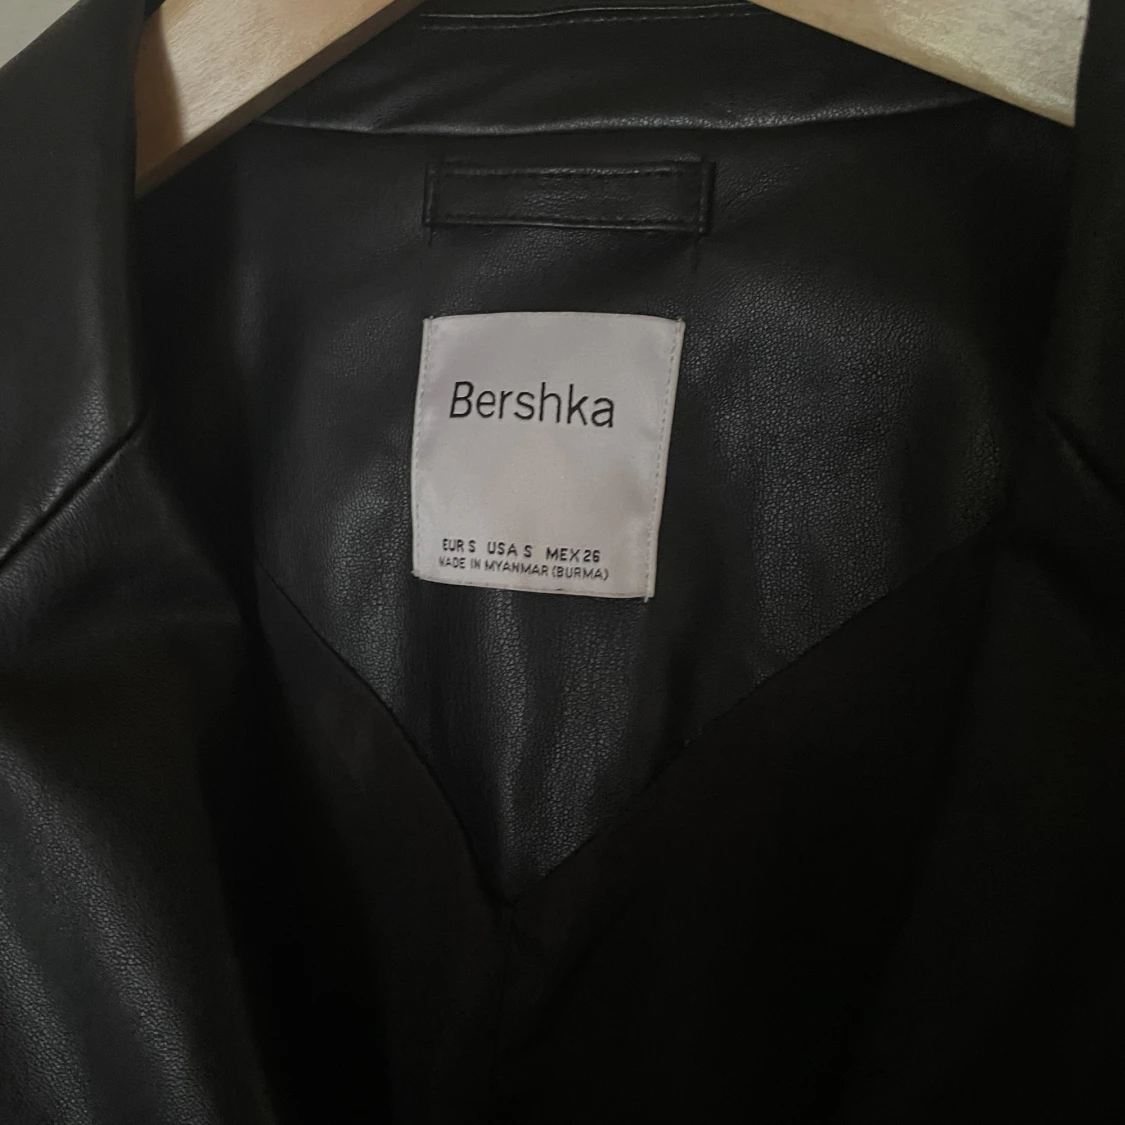 Bershka
EUR S USA S MEX 26
MADE IN MYANMAR (BURMA)